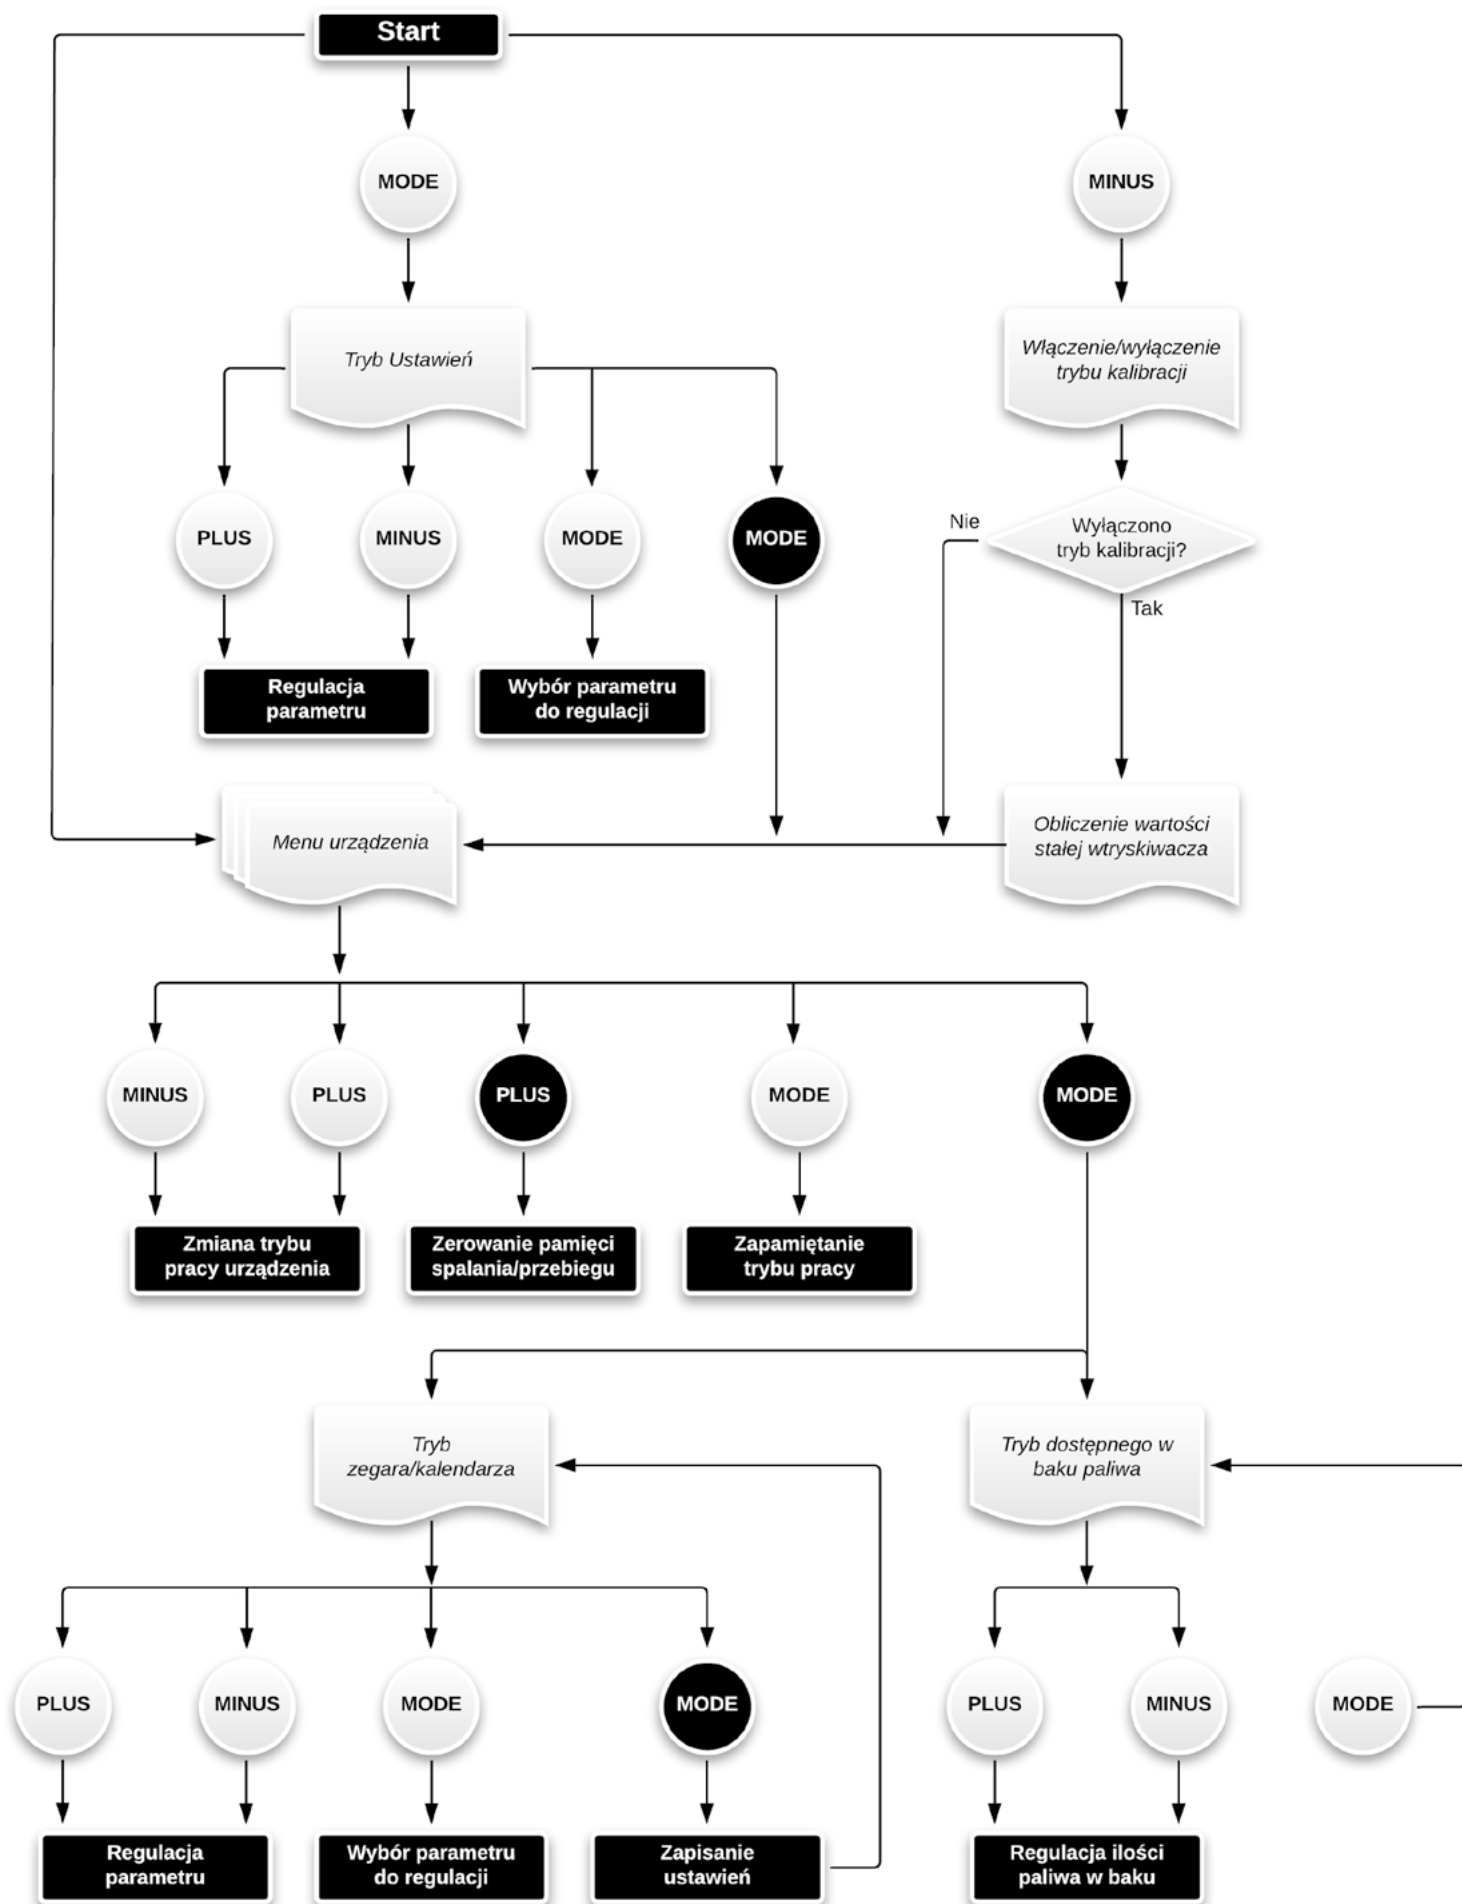 Start
MODE
MINUS
Tryb Ustawień
Włączenie/wyłączenie
trybu kalibracji
PLUS
MINUS
MODE
MODE
Nie
Wyłączono
tryb kalibracji?
Tak
Regulacja
parametru
Wybór parametru
do regulacji
Menu urządzenia
Obliczenie wartości
stałej wtryskiwacza
MINUS
PLUS
PLUS
MODE
MODE
Zmiana trybu
pracy urządzenia
Zerowanie pamięci
spalania/przebiegu
Zapamiętanie
trybu pracy
Tryb
zegara/kalendarza
Tryb dostępnego w
baku paliwa
PLUS
MINUS
MODE
MODE
PLUS
MINUS
MODE
Regulacja
parametru
Wybór parametru
do regulacji
Zapisanie
ustawień
Regulacja ilości
paliwa w baku